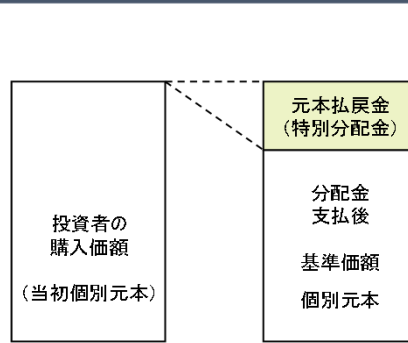 投資者の
購入価額
(当初個別元本)
元本払戻金
(特別分配金)
分配金
支払後
基準価額
個別元本